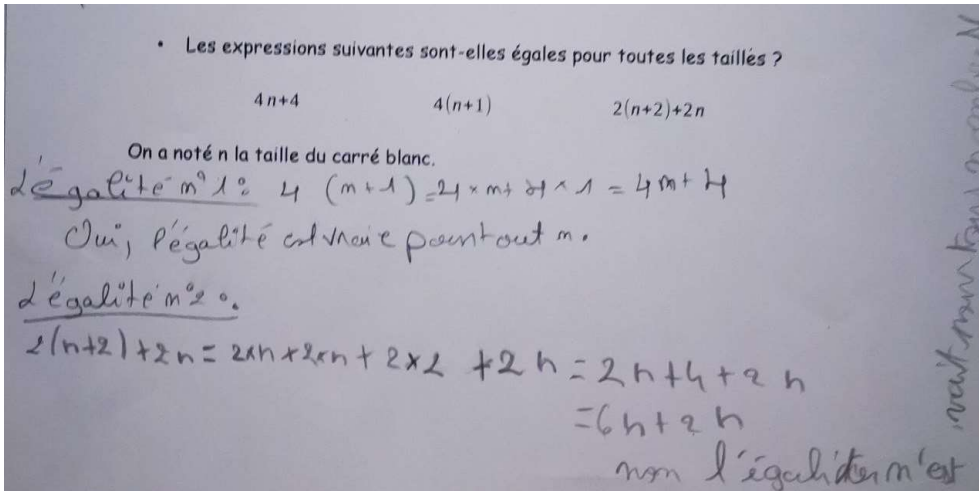 • Les expressions suivantes sont-elles égales pour toutes les tailles ?
4n+4 4(n+1) 2(n+2)+2n
On a noté n la taille du carré blanc.
L'égalité n°1: 4 (n+1) = 4×n+4×1 = 4n+4
Oui, l'égalité est vraie pour tout n.
L'égalité n°2:
2(n+2)+2n = 2×n+2×n+2×2 +2n = 2n+4+2n
=6n+2n
non l'égaliter n'est